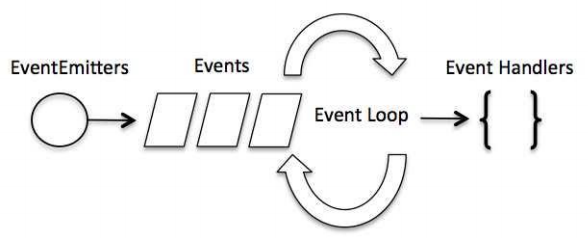 EventEmitters
Events
Event Handlers
Event Loop
{ }